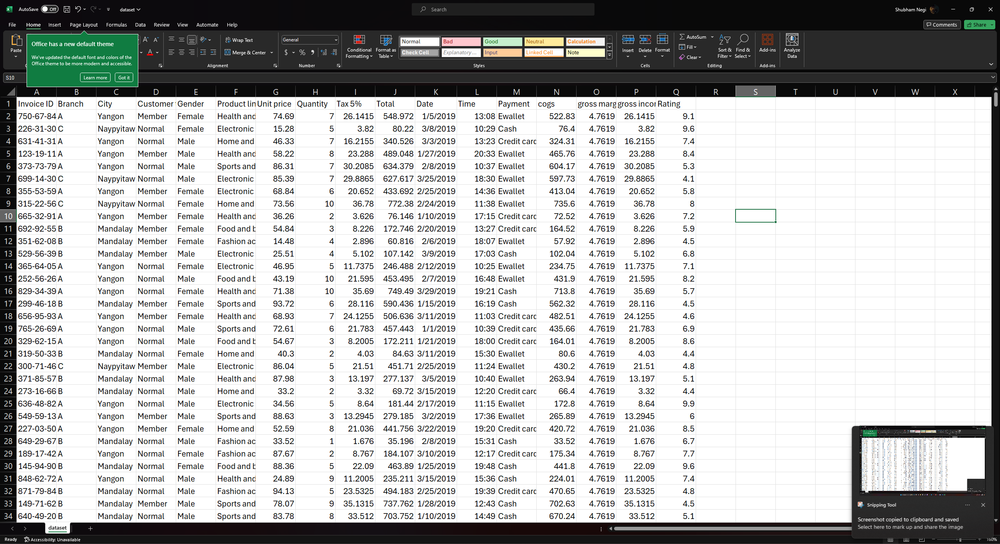 AutoSave Off dataset Search Shubham Negi
File Home Insert Page Layout Formulas Data Review View Automate Help Comments Share
Paste
Office has a new default theme
We've updated the default font and colors of the
Office theme to be more modern and accessible.
Learn more Got it
Wrap Text
Merge & Center
Alignment
General
Number
Conditional Formatting
Format as Table
Normal Bad Good Neutral Calculation
Check Cell Explanatory ... Input Linked Cell Note
Styles
Insert Delete Format
Cells
AutoSum
Fill
Clear
Sort & Filter
Find & Select
Editing
Add-ins
Add-ins
Analyze Data
S10
A B C D E F G H I J K L M N O P Q R S T U V W X
1 Invoice ID Branch City Customer Gender Product lin Unit price Quantity Tax 5% Total Date Time Payment cogs gross marg gross incor Rating
2 750-67-84 A Yangon Member Female Health and 74.69 7 26.1415 548.972 1/5/2019 13:08 Ewallet 522.83 4.7619 26.1415 9.1
3 226-31-30 C Naypyitaw Normal Female Electronic 15.28 5 3.82 80.22 3/8/2019 10:29 Cash 76.4 4.7619 3.82 9.6
4 631-41-31 A Yangon Normal Male Home and 46.33 7 16.2155 340.526 3/3/2019 13:23 Credit card 324.31 4.7619 16.2155 7.4
5 123-19-11 A Yangon Member Male Health and 58.22 8 23.288 489.048 1/27/2019 20:33 Ewallet 465.76 4.7619 23.288 8.4
6 373-73-79 A Yangon Normal Male Sports and 86.31 7 30.2085 634.379 2/8/2019 10:37 Ewallet 604.17 4.7619 30.2085 5.3
7 699-14-30 C Naypyitaw Normal Male Electronic 85.39 7 29.8865 627.617 3/25/2019 18:30 Ewallet 597.73 4.7619 29.8865 4.1
8 355-53-59 A Yangon Member Female Electronic 68.84 6 20.652 433.692 2/25/2019 14:36 Ewallet 413.04 4.7619 20.652 5.8
9 315-22-56 C Naypyitaw Normal Female Home and 73.56 10 36.78 772.38 2/24/2019 11:38 Ewallet 735.6 4.7619 36.78 8
10 665-32-91 A Yangon Member Female Health and 36.26 2 3.626 76.146 1/10/2019 17:15 Credit card 72.52 4.7619 3.626 7.2
11 692-92-55 B Mandalay Member Female Food and b 54.84 3 8.226 172.746 2/20/2019 13:27 Credit card 164.52 4.7619 8.226 5.9
12 351-62-08 B Mandalay Member Female Fashion ac 14.48 4 2.896 60.816 2/6/2019 18:07 Ewallet 57.92 4.7619 2.896 4.5
13 529-56-39 B Mandalay Member Male Electronic 25.51 4 5.102 107.142 3/9/2019 17:03 Cash 102.04 4.7619 5.102 6.8
14 365-64-05 A Yangon Normal Female Electronic 46.95 5 11.7375 246.488 2/12/2019 10:25 Ewallet 234.75 4.7619 11.7375 7.1
15 252-56-26 A Yangon Normal Male Food and b 43.19 10 21.595 453.495 2/7/2019 16:48 Ewallet 431.9 4.7619 21.595 8.2
16 829-34-39 A Yangon Normal Female Health and 71.38 10 35.69 749.49 3/29/2019 19:21 Cash 713.8 4.7619 35.69 5.7
17 299-46-18 B Mandalay Member Female Sports and 93.72 6 28.116 590.436 1/15/2019 16:19 Cash 562.32 4.7619 28.116 4.5
18 656-95-93 A Yangon Member Female Health and 68.93 7 24.1255 506.636 3/11/2019 11:03 Credit card 482.51 4.7619 24.1255 4.6
19 765-26-69 A Yangon Normal Male Sports and 72.61 6 21.783 457.443 1/1/2019 10:39 Credit card 435.66 4.7619 21.783 6.9
20 329-62-15 A Yangon Normal Male Food and b 54.67 3 8.2005 172.211 1/21/2019 18:00 Credit card 164.01 4.7619 8.2005 8.6
21 319-50-33 B Mandalay Normal Female Home and 40.3 2 4.03 84.63 3/11/2019 15:30 Ewallet 80.6 4.7619 4.03 4.4
22 300-71-46 C Naypyitaw Member Male Electronic 86.04 5 21.51 451.71 2/25/2019 11:24 Ewallet 430.2 4.7619 21.51 4.8
23 371-85-57 B Mandalay Normal Male Health and 87.98 3 13.197 277.137 3/5/2019 10:40 Ewallet 263.94 4.7619 13.197 5.1
24 273-16-66 B Mandalay Normal Male Home and 33.2 2 3.32 69.72 3/15/2019 12:20 Credit card 66.4 4.7619 3.32 4.4
25 636-48-82 A Yangon Normal Male Electronic 34.56 5 8.64 181.44 2/17/2019 11:15 Ewallet 172.8 4.7619 8.64 9.9
26 549-59-13 A Yangon Member Male Sports and 88.63 3 13.2945 279.185 3/2/2019 17:36 Ewallet 265.89 4.7619 13.2945 6
27 227-03-50 A Yangon Member Female Home and 52.59 8 21.036 441.756 3/22/2019 19:20 Credit card 420.72 4.7619 21.036 8.5
28 649-29-67 B Mandalay Normal Male Fashion ac 33.52 1 1.676 35.196 2/8/2019 15:31 Cash 33.52 4.7619 1.676 6.7
29 189-17-42 A Yangon Normal Female Fashion ac 87.67 2 8.767 184.107 3/10/2019 12:17 Credit card 175.34 4.7619 8.767 7.7
30 145-94-90 B Mandalay Normal Female Food and b 88.36 5 22.09 463.89 1/25/2019 19:48 Cash 441.8 4.7619 22.09 9.6
31 848-62-72 A Yangon Normal Male Health and 24.89 9 11.2005 235.211 3/15/2019 15:36 Cash 224.01 4.7619 11.2005 7.4
32 871-79-84 B Mandalay Normal Male Fashion ac 94.13 5 23.5325 494.183 2/25/2019 19:39 Credit card 470.65 4.7619 23.5325 4.8
33 149-71-62 B Mandalay Member Male Sports and 78.07 9 35.1315 737.762 1/28/2019 12:43 Cash 702.63 4.7619 35.1315 4.5
34 640-49-20 B Mandalay Normal Male Sports and 83.78 8 33.512 703.752 1/10/2019 14:49 Cash 670.24 4.7619 33.512 5.1
Snipping Tool
Screenshot copied to clipboard and saved
Select here to mark up and share the image
dataset
Ready Accessibility: Unavailable 160%